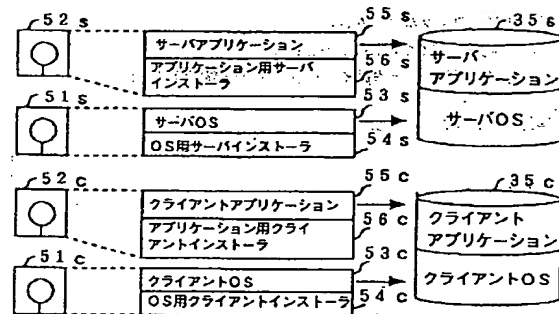 52s
55s
35s
サーバアプリケーション
アプリケーション用サーバ
インストーラ
56s
サーバ
アプリケーション
51s
53s
サーバOS
OS用サーバインストーラ
サーバOS
54s
52c
55c
35c
クライアントアプリケーション
アプリケーション用クライ
アントインストーラ
56c
クライアント
アプリケーション
51c
53c
クライアントOS
OS用クライアントインストーラ
クライアントOS
54c